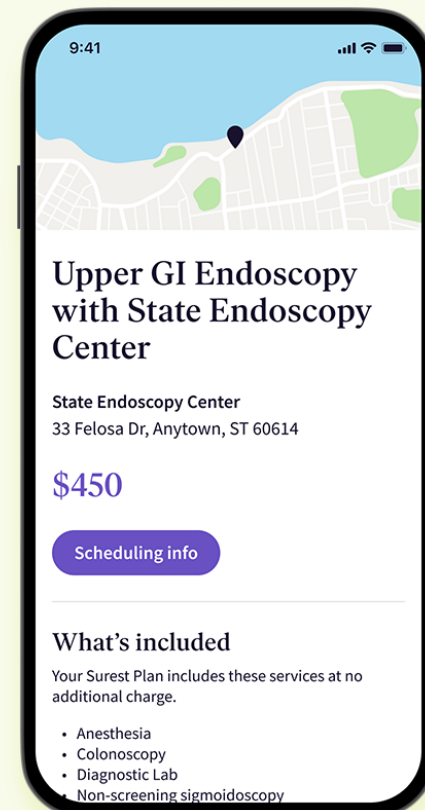 9:41
Upper GI Endoscopy
with State Endoscopy
Center
State Endoscopy Center
33 Felosa Dr, Anytown, ST 60614
$450
Scheduling info
What’s included
Your Surest Plan includes these services at no
additional charge.
• Anesthesia
• Colonoscopy
• Diagnostic Lab
• Non-screening sigmoidoscopy